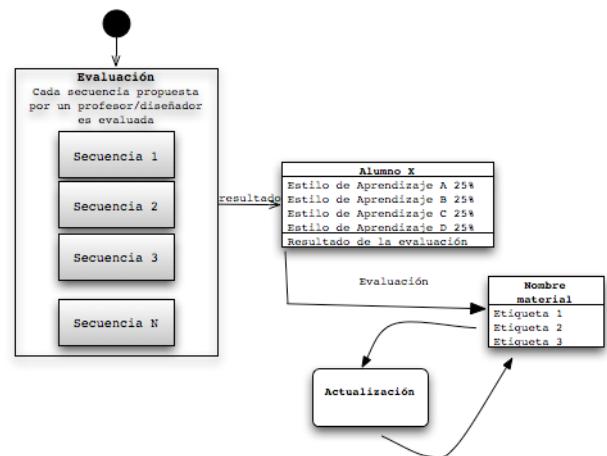 Evaluación
Cada secuencia propuesta
por un profesor/diseñador
es evaluada
Secuencia 1
Secuencia 2
Secuencia 3
Secuencia N
resultado
Alumno X
Estilo de Aprendizaje A 25%
Estilo de Aprendizaje B 25%
Estilo de Aprendizaje C 25%
Estilo de Aprendizaje D 25%
Resultado de la evaluación
Evaluación
Nombre
material
Etiqueta 1
Etiqueta 2
Etiqueta 3
Actualización